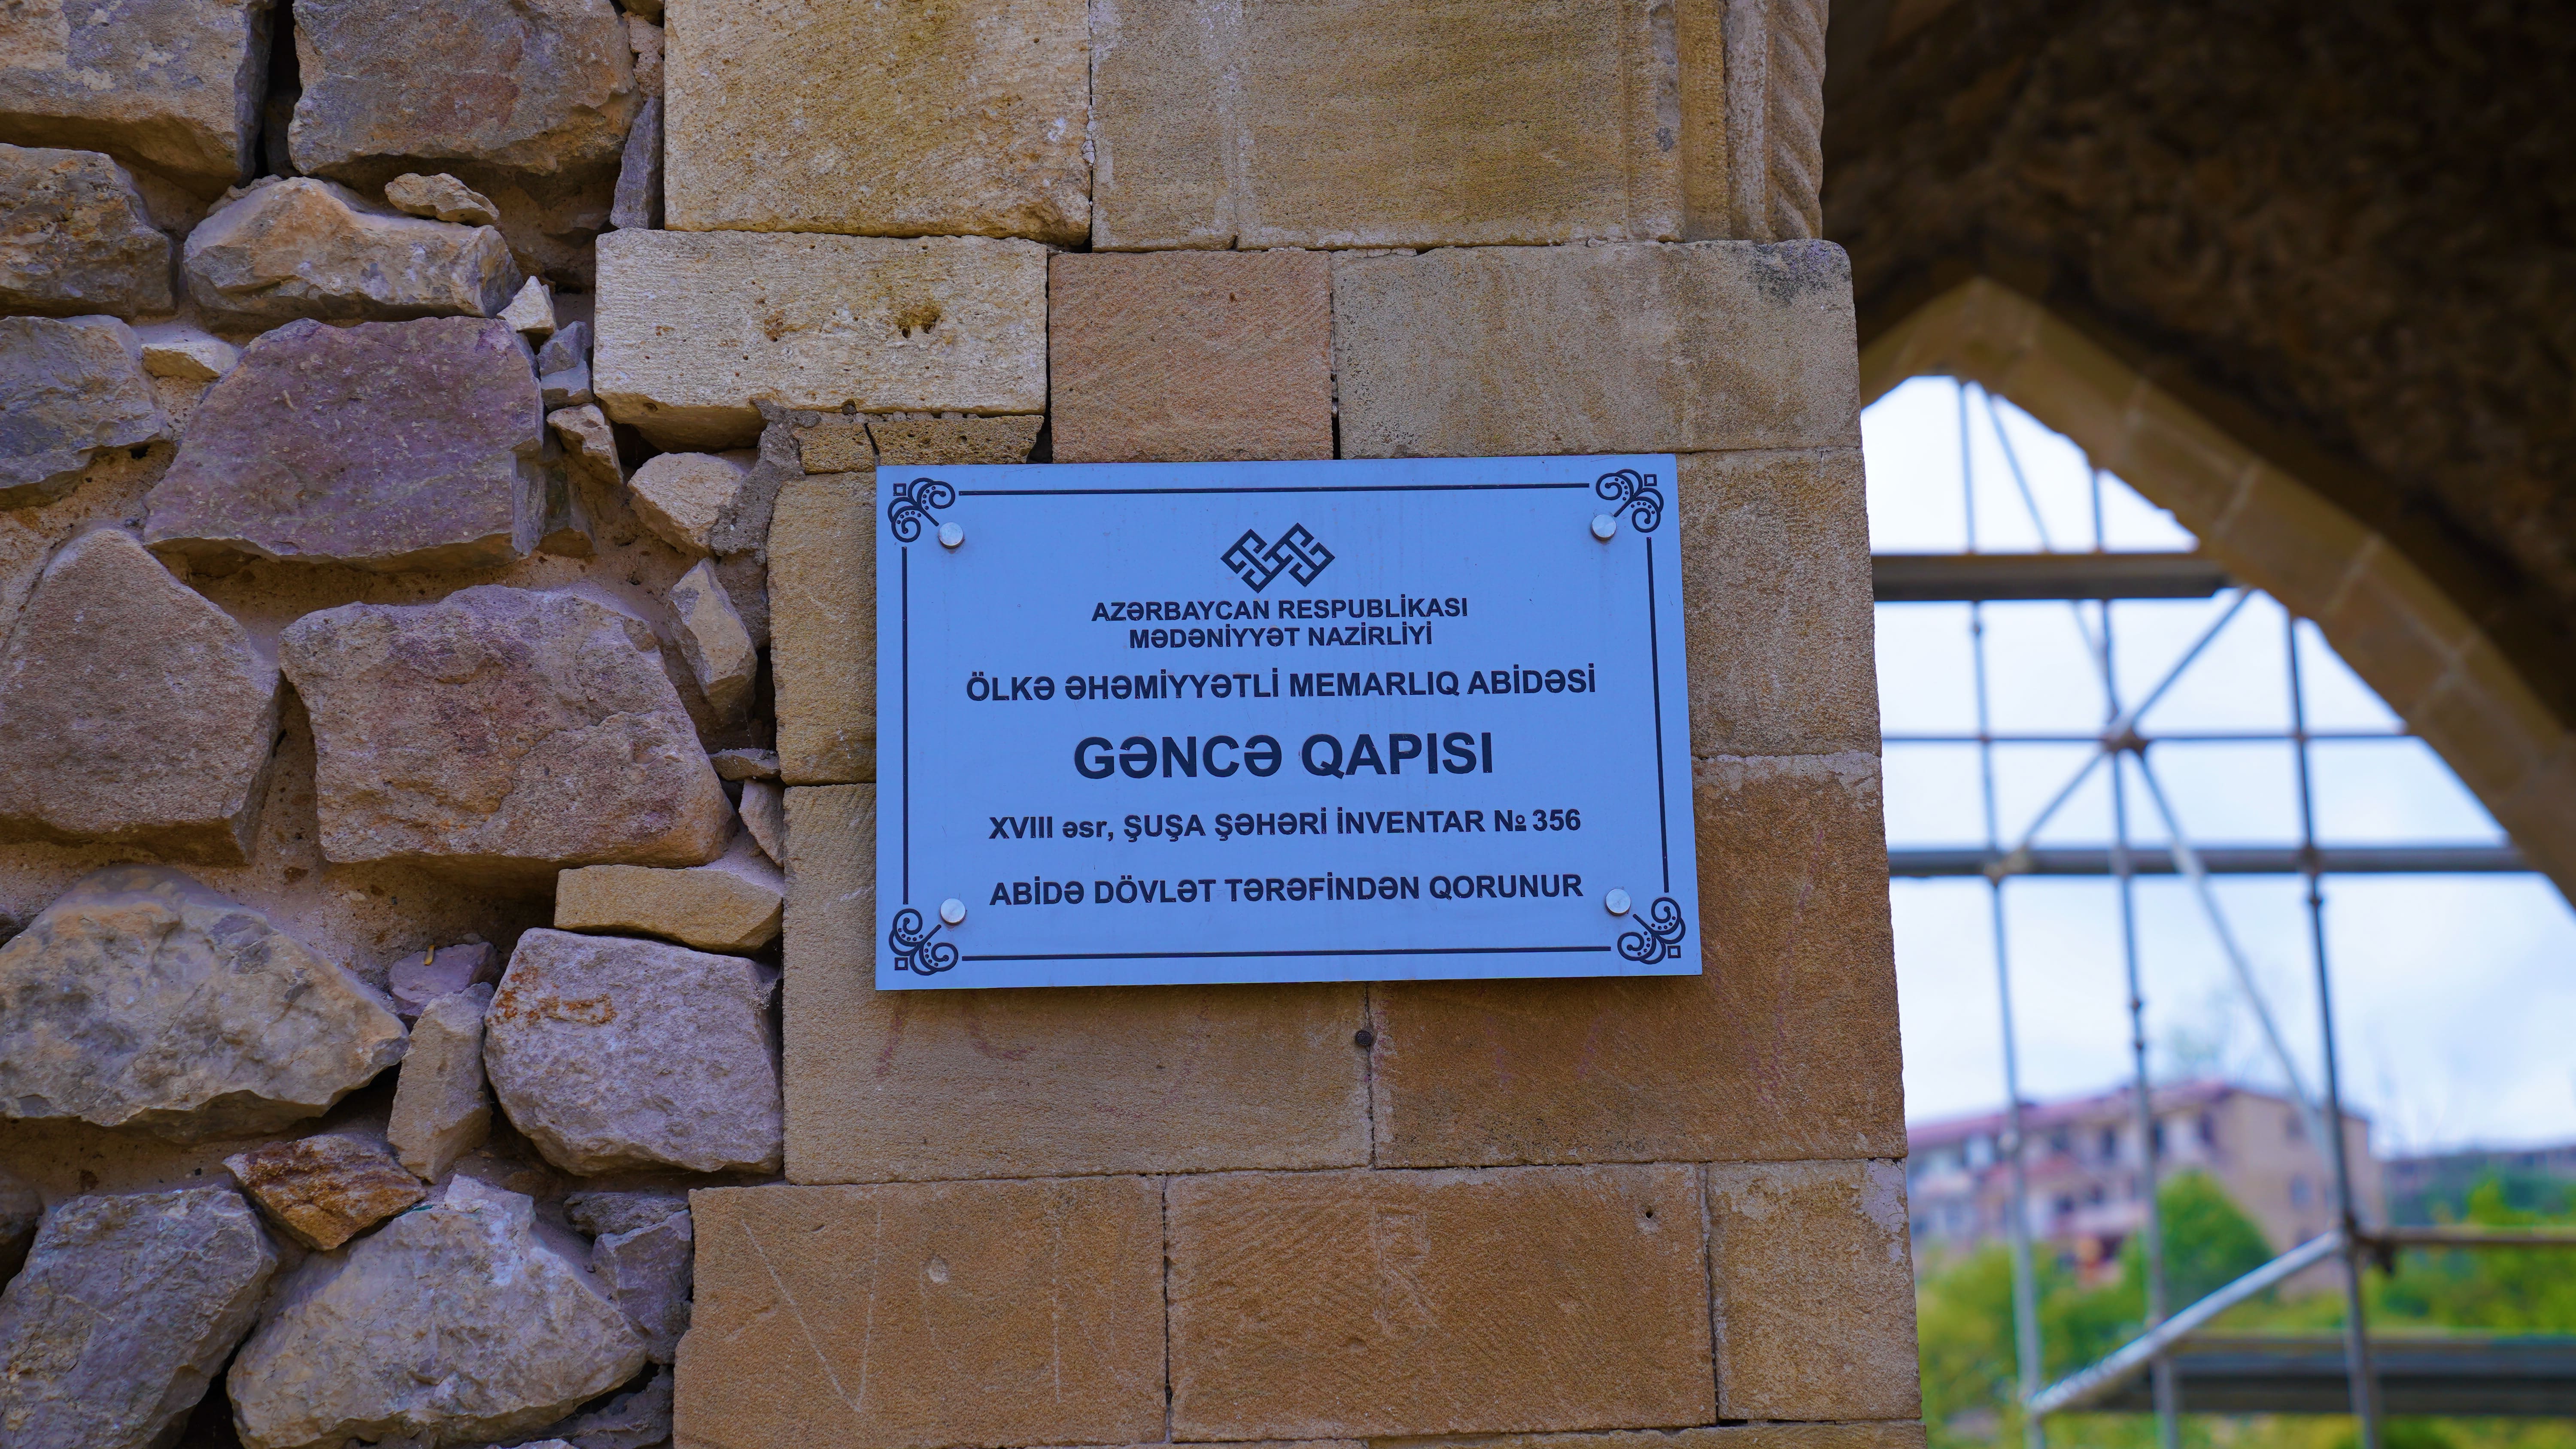 AZƏRBAYCAN RESPUBLİKASI
MƏDƏNİYYƏT NAZİRLİYİ
ÖLKƏ ƏHƏMİYYƏTLİ MEMARLIQ ABİDƏSİ
GƏNCƏ QAPISI
XVIII əsr, ŞUŞA ŞƏHƏRİ İNVENTAR № 356
ABİDƏ DÖVLƏT TƏRƏFİNDƏN QORUNUR